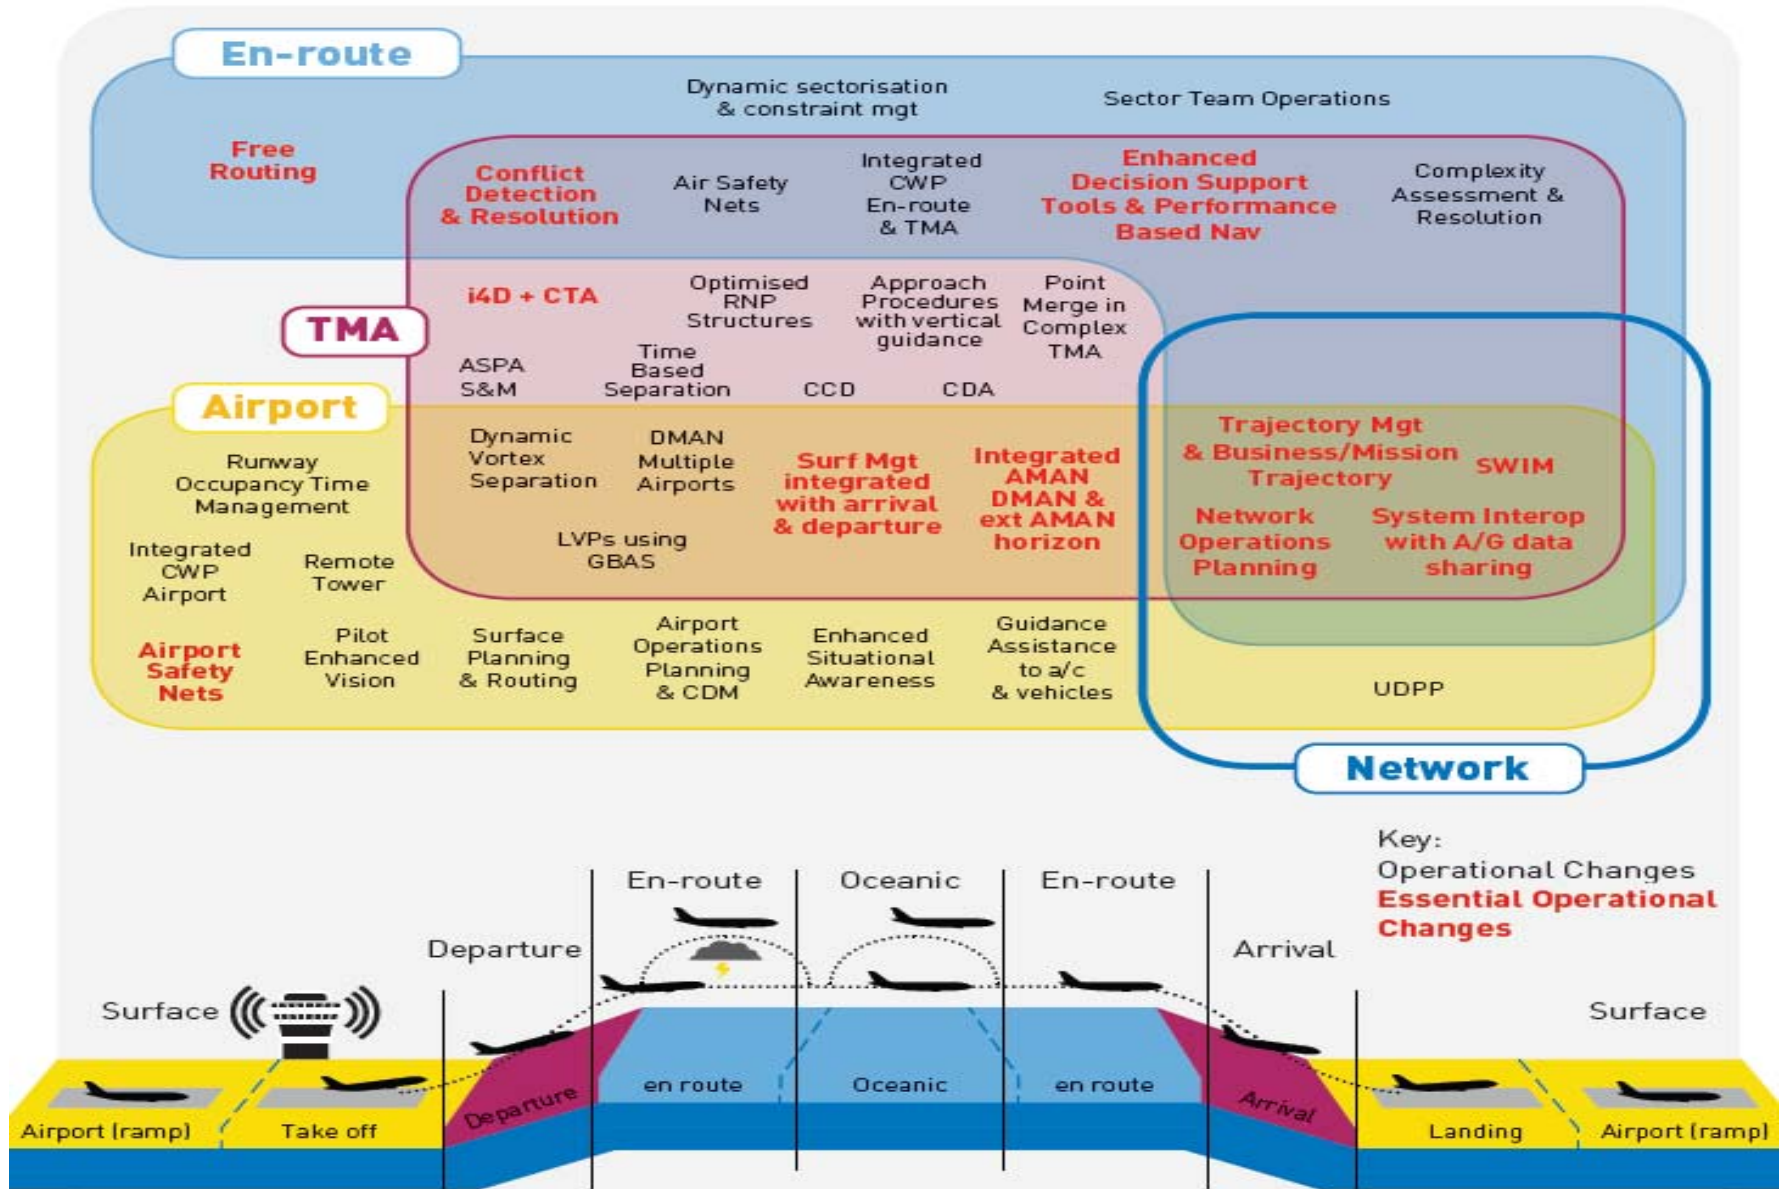 En-route
Dynamic sectorisation
& constraint mgt
Sector Team Operations
Free
Routing
Conflict
Detection
& Resolution
Air Safety
Nets
Integrated
CWP
En-route
& TMA
Enhanced
Decision Support
Tools & Performance
Based Nav
Complexity
Assessment &
Resolution
TMA
i4D + CTA
Optimised
RNP
Structures
Approach
Procedures
with vertical
guidance
Point
Merge in
Complex
TMA
ASPA
S&M
Time
Based
Separation
CCD
CDA
Airport
Runway
Occupancy Time
Management
Dynamic
Vortex
Separation
DMAN
Multiple
Airports
Surf Mgt
integrated
with arrival
& departure
Integrated
AMAN
DMAN &
ext AMAN
horizon
Trajectory Mgt
& Business/Mission
Trajectory
SWIM
Network
Operations
Planning
System Interop
with A/G data
sharing
LVPs using
GBAS
Integrated
CWP
Airport
Remote
Tower
Airport
Safety
Nets
Pilot
Enhanced
Vision
Surface
Planning
& Routing
Airport
Operations
Planning
& CDM
Enhanced
Situational
Awareness
Guidance
Assistance
to a/c
& vehicles
UDPP
Network
Key:
Operational Changes
Essential Operational
Changes
En-route
Oceanic
En-route
Departure
Arrival
Surface
Surface
Airport (ramp)
Take off
Departure
en route
Oceanic
en route
Arrival
Landing
Airport (ramp)